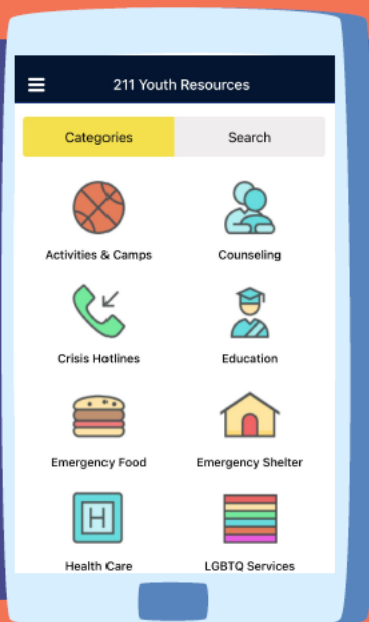 211 Youth Resources
Categories Search
Activities & Camps Counseling
Crisis Hotlines Education
Emergency Food Emergency Shelter
H
Health Care LGBTQ Services